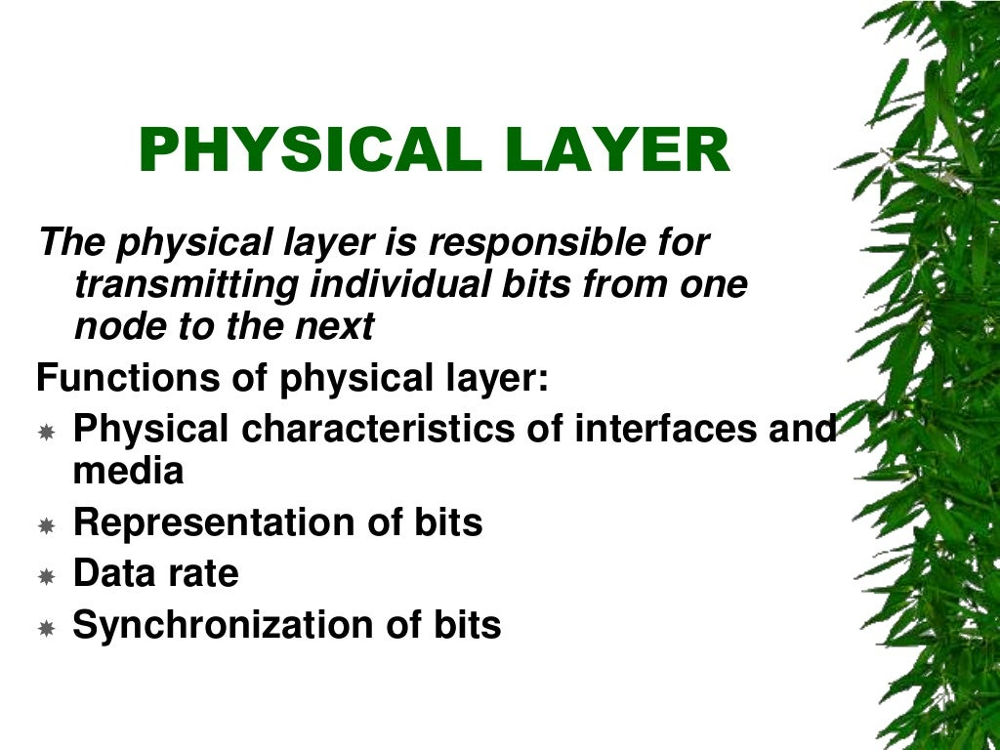 PHYSICAL LAYER
The physical layer is responsible for
transmitting individual bits from one
node to the next
Functions of physical layer:
Physical characteristics of interfaces and
media
Representation of bits
Data rate
Synchronization of bits